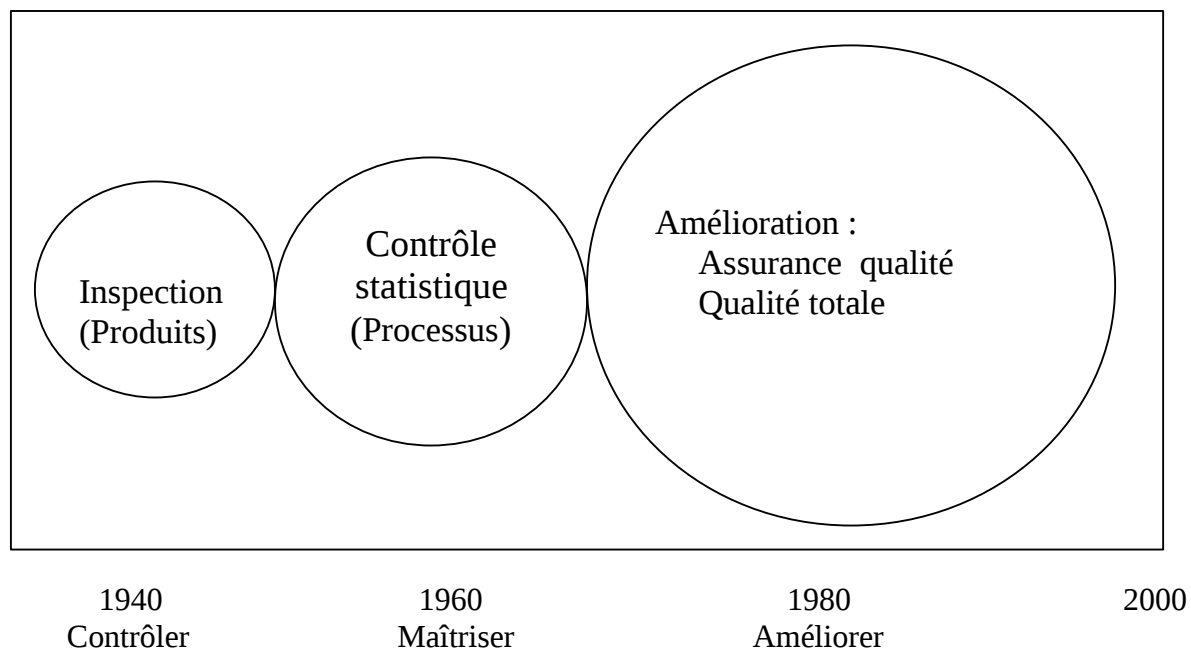 Inspection
(Produits)
Contrôle
statistique
(Processus)
Amélioration :
Assurance qualité
Qualité totale
1940
Contrôler
1960
Maîtriser
1980
Améliorer
2000